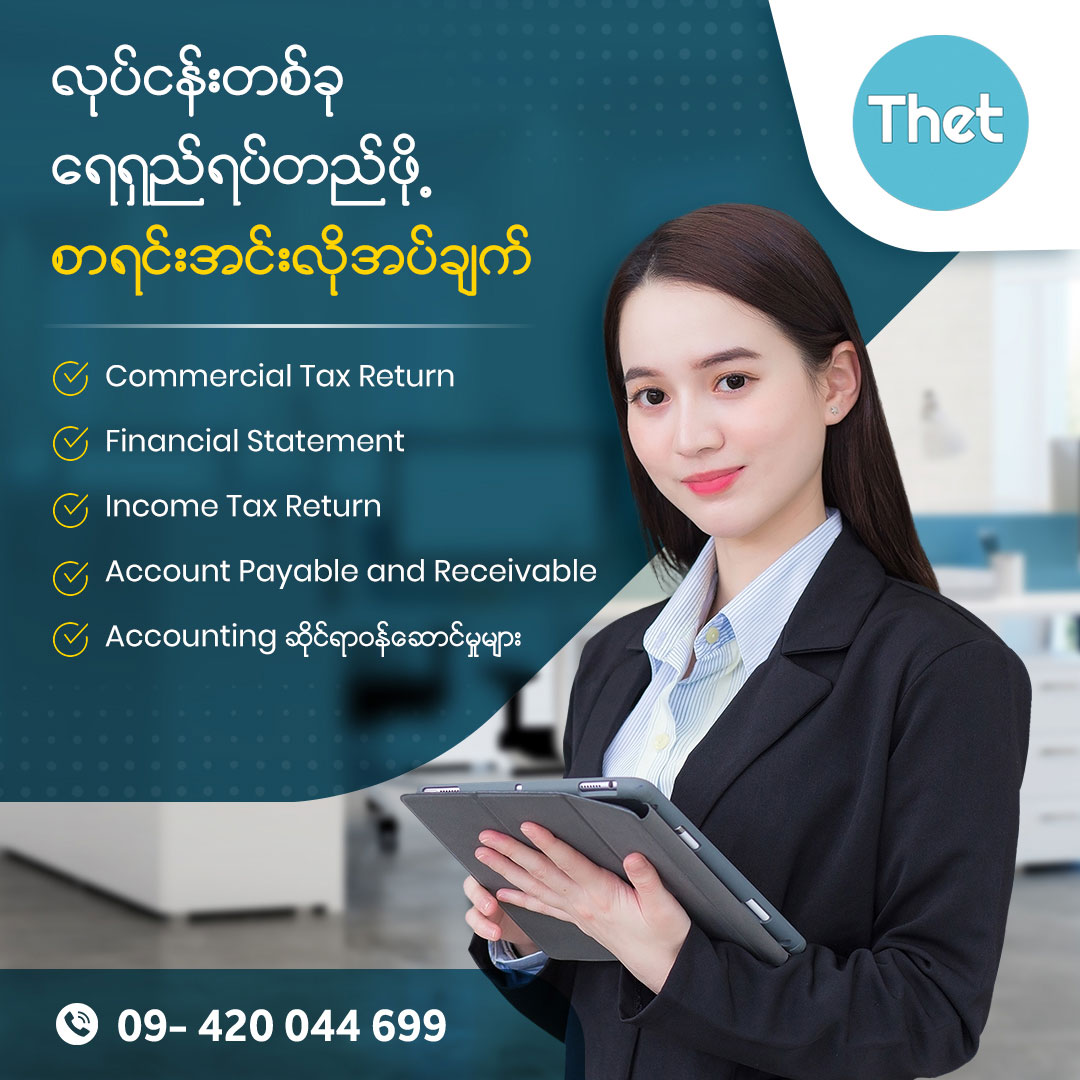 လုပ်ငန်းတစ်ခု
ရေရှည်ရပ်တည်ဖို့
စာရင်းအင်းလိုအပ်ချက်
Thet
Commercial Tax Return
Financial Statement
Income Tax Return
Account Payable and Receivable
Accounting ဆိုင်ရာဝန်ဆောင်မှုများ
09- 420 044 699